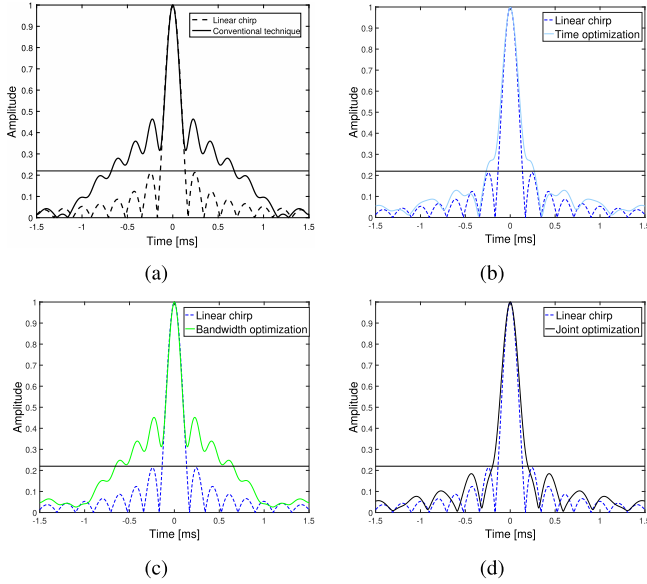 Linear chirp
Conventional technique
Amplitude
1
0.9
0.8
0.7
0.6
0.5
0.4
0.3
0.2
0.1
0
-1.5 -1 -0.5 0 0.5 1 1.5
Time [ms]
(a)
Linear chirp
Time optimization
Amplitude
1
0.9
0.8
0.7
0.6
0.5
0.4
0.3
0.2
0.1
0
-1.5 -1 -0.5 0 0.5 1 1.5
Time [ms]
(b)
Linear chirp
Bandwidth optimization
Amplitude
1
0.9
0.8
0.7
0.6
0.5
0.4
0.3
0.2
0.1
0
-1.5 -1 -0.5 0 0.5 1 1.5
Time [ms]
(c)
Linear chirp
Joint optimization
Amplitude
1
0.9
0.8
0.7
0.6
0.5
0.4
0.3
0.2
0.1
0
-1.5 -1 -0.5 0 0.5 1 1.5
Time [ms]
(d)